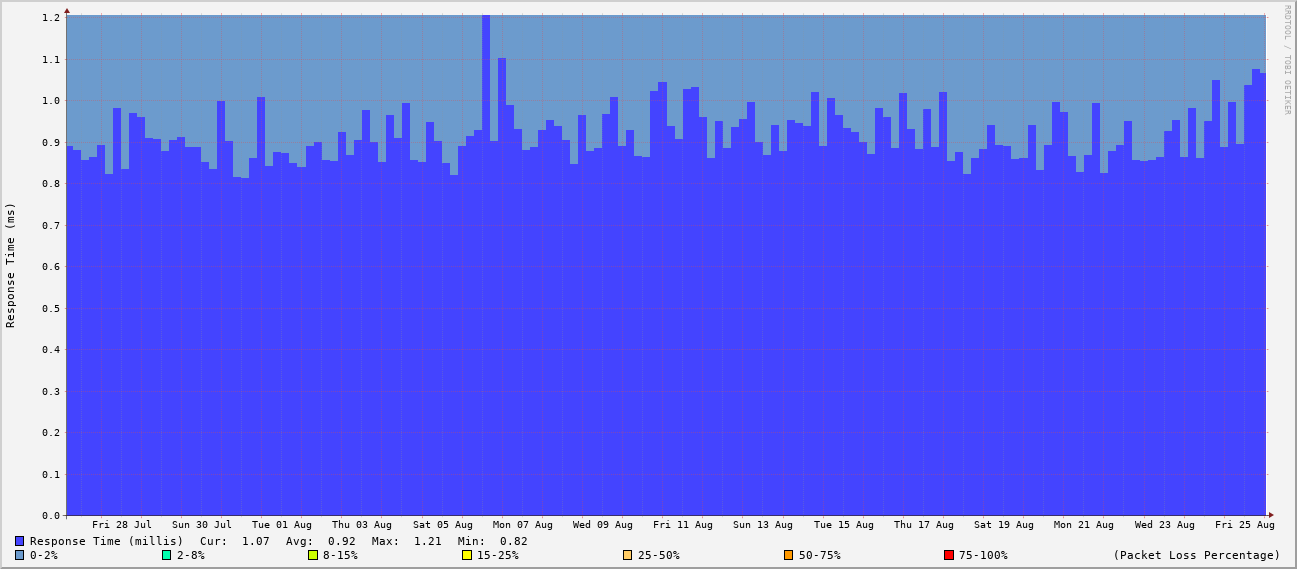 RRDTOOL / TOBI OETIKER
Response Time (ms)
1.2
1.1
1.0
0.9
0.8
0.7
0.6
0.5
0.4
0.3
0.2
0.1
0.0
Fri 28 Jul Sun 30 Jul Tue 01 Aug Thu 03 Aug Sat 05 Aug Mon 07 Aug Wed 09 Aug Fri 11 Aug Sun 13 Aug Tue 15 Aug Thu 17 Aug Sat 19 Aug Mon 21 Aug Wed 23 Aug Fri 25 Aug
Response Time (millis) Cur: 1.07 Avg: 0.92 Max: 1.21 Min: 0.82
0-2% 2-8% 8-15% 15-25% 25-50% 50-75% 75-100% (Packet Loss Percentage)